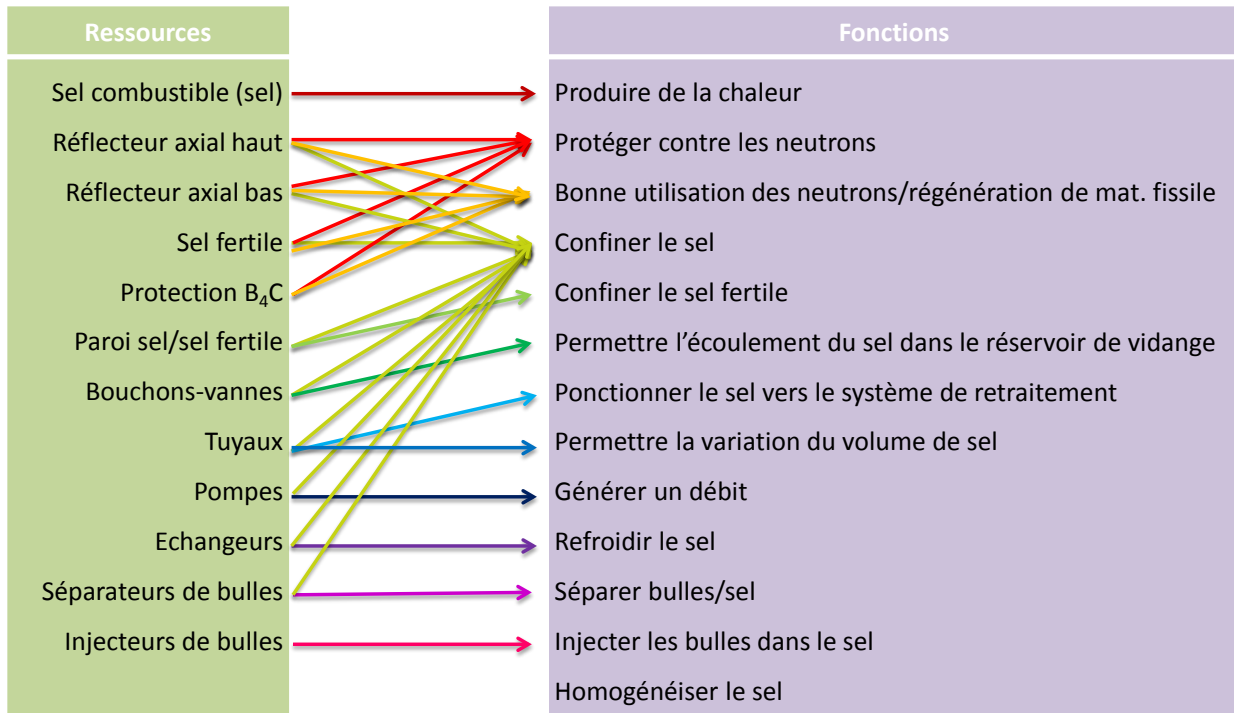 Ressources
Fonctions
Sel combustible (sel)
Produire de la chaleur
Réflecteur axial haut
Protéger contre les neutrons
Réflecteur axial bas
Bonne utilisation des neutrons/régénération de mat. fissile
Sel fertile
Confiner le sel
Protection B₄C
Confiner le sel fertile
Paroi sel/sel fertile
Permettre l’écoulement du sel dans le réservoir de vidange
Bouchons-vannes
Ponctionner le sel vers le système de retraitement
Tuyaux
Permettre la variation du volume de sel
Pompes
Générer un débit
Echangeurs
Refroidir le sel
Séparateurs de bulles
Séparer bulles/sel
Injecteurs de bulles
Injecter les bulles dans le sel
Homogénéiser le sel